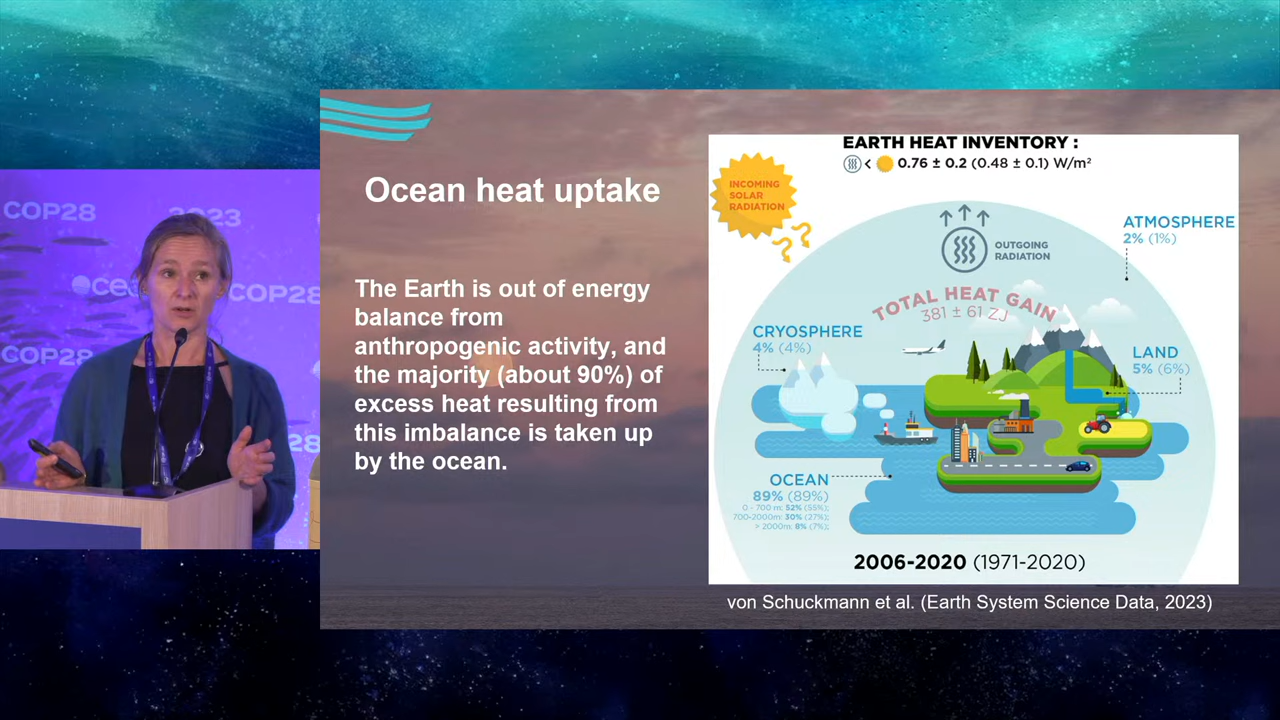 COP28
2023
Ocea
COP28
COP28
28
Ocean heat uptake
The Earth is out of energy
balance from
anthropogenic activity, and
the majority (about 90%) of
excess heat resulting from
this imbalance is taken up
by the ocean.
EARTH HEAT INVENTORY :
< 0.76 ± 0.2 (0.48 ± 0.1) W/m²
INCOMING
SOLAR
RADIATION
OUTGOING
RADIATION
ATMOSPHERE
2% (1%)
TOTAL HEAT GAIN
381 ± 61 ZJ
CRYOSPHERE
4% (4%)
LAND
5% (6%)
OCEAN
89% (89%)
0 - 700 m: 52% (55%);
700-2000m: 30% (27%);
> 2000m: 8% (7%);
2006-2020 (1971-2020)
von Schuckmann et al. (Earth System Science Data, 2023)